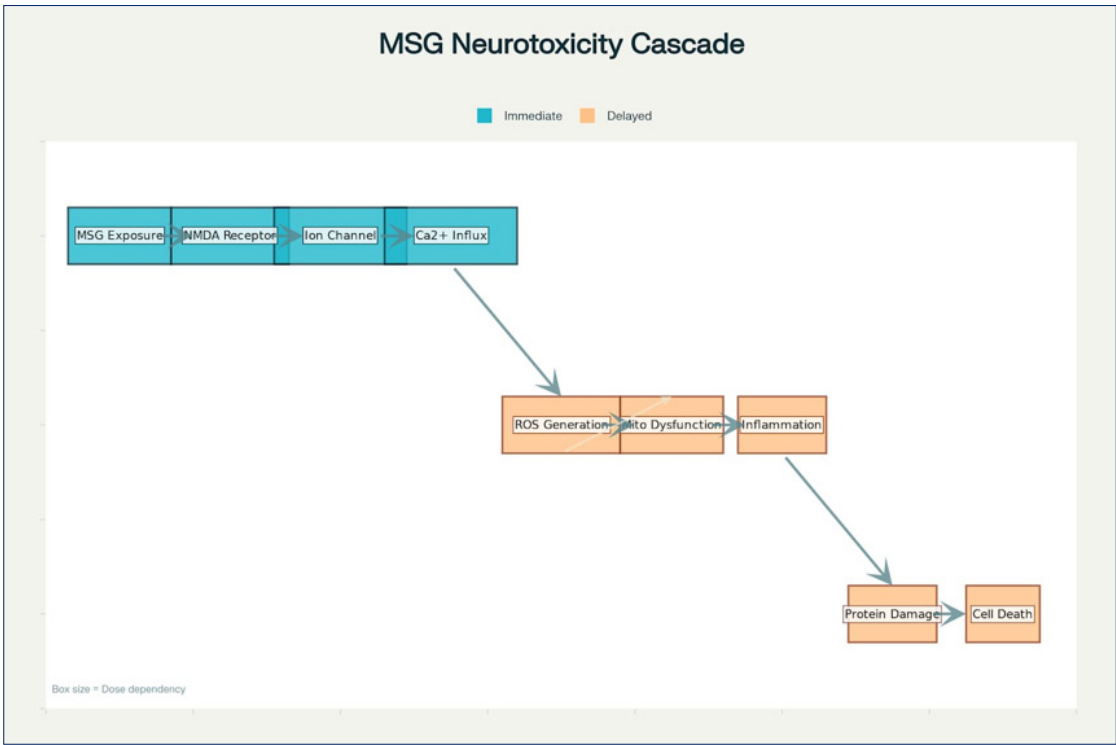 MSG Neurotoxicity Cascade
Immediate
Delayed
MSG Exposure
NMDA Receptor
Ion Channel
Ca2+ Influx
ROS Generation
Mito Dysfunction
Inflammation
Protein Damage
Cell Death
Box size = Dose dependency